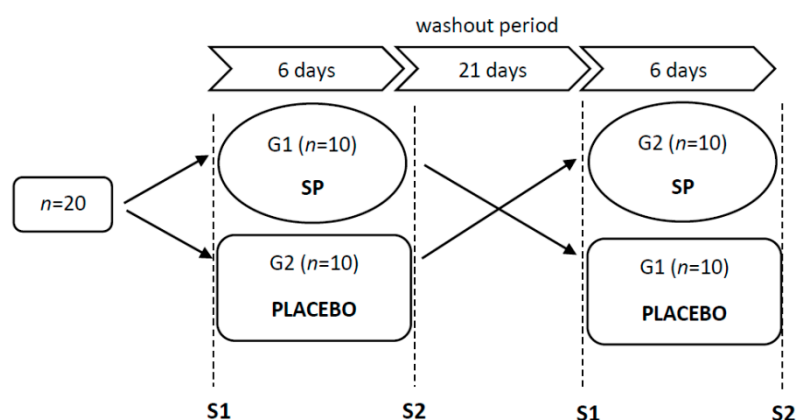 washout period
6 days
21 days
6 days
n=20
G1 (n=10)
SP
G2 (n=10)
PLACEBO
G2 (n=10)
SP
G1 (n=10)
PLACEBO
S1
S2
S1
S2